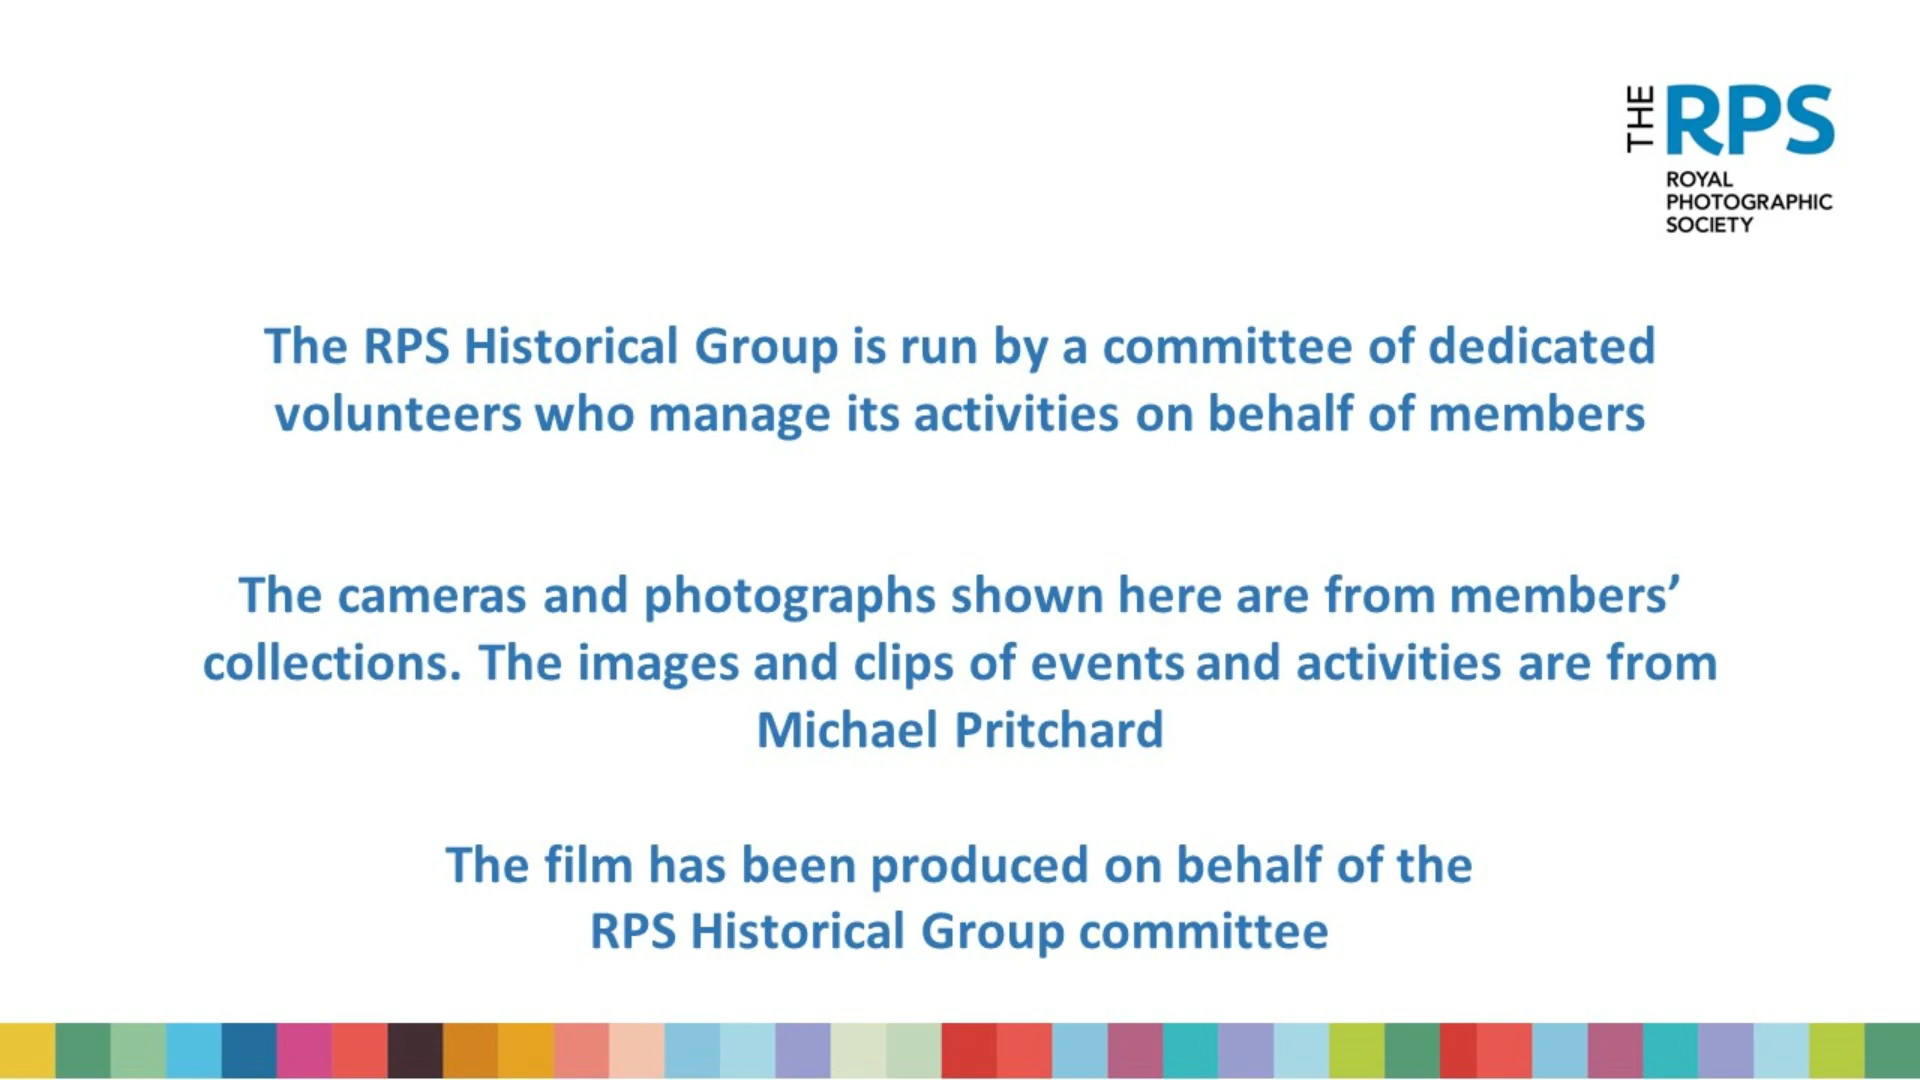 THE RPS
ROYAL
PHOTOGRAPHIC
SOCIETY
The RPS Historical Group is run by a committee of dedicated
volunteers who manage its activities on behalf of members
The cameras and photographs shown here are from members’
collections. The images and clips of events and activities are from
Michael Pritchard
The film has been produced on behalf of the
RPS Historical Group committee